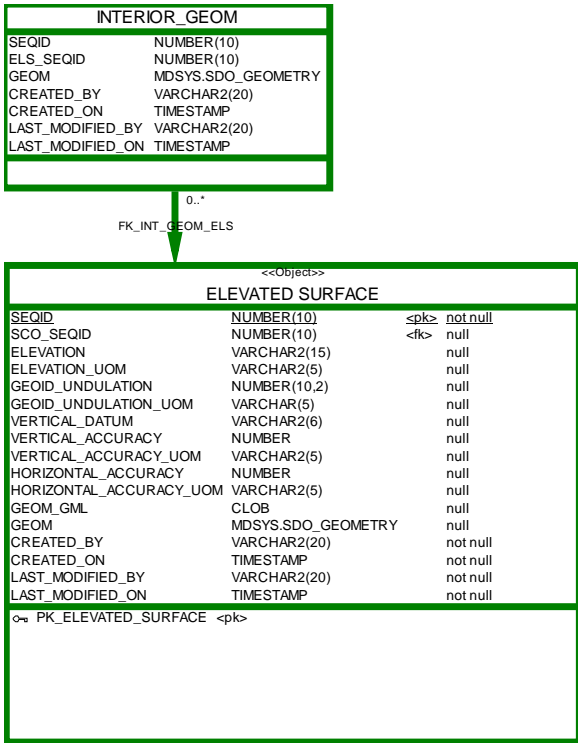 INTERIOR_GEOM
SEQID NUMBER(10)
ELS_SEQID NUMBER(10)
GEOM MDSYS.SDO_GEOMETRY
CREATED_BY VARCHAR2(20)
CREATED_ON TIMESTAMP
LAST_MODIFIED_BY VARCHAR2(20)
LAST_MODIFIED_ON TIMESTAMP
0..*
FK_INT_GEOM_ELS
<<Object>>
ELEVATED SURFACE
SEQID NUMBER(10) <pk> not null
SCO_SEQID NUMBER(10) <fk> null
ELEVATION VARCHAR2(15) null
ELEVATION_UOM VARCHAR2(5) null
GEOID_UNDULATION NUMBER(10,2) null
GEOID_UNDULATION_UOM VARCHAR(5) null
VERTICAL_DATUM VARCHAR2(6) null
VERTICAL_ACCURACY NUMBER null
VERTICAL_ACCURACY_UOM VARCHAR2(5) null
HORIZONTAL_ACCURACY NUMBER null
HORIZONTAL_ACCURACY_UOM VARCHAR2(5) null
GEOM_GML CLOB null
GEOM MDSYS.SDO_GEOMETRY null
CREATED_BY VARCHAR2(20) not null
CREATED_ON TIMESTAMP not null
LAST_MODIFIED_BY VARCHAR2(20) not null
LAST_MODIFIED_ON TIMESTAMP not null
PK_ELEVATED_SURFACE <pk>